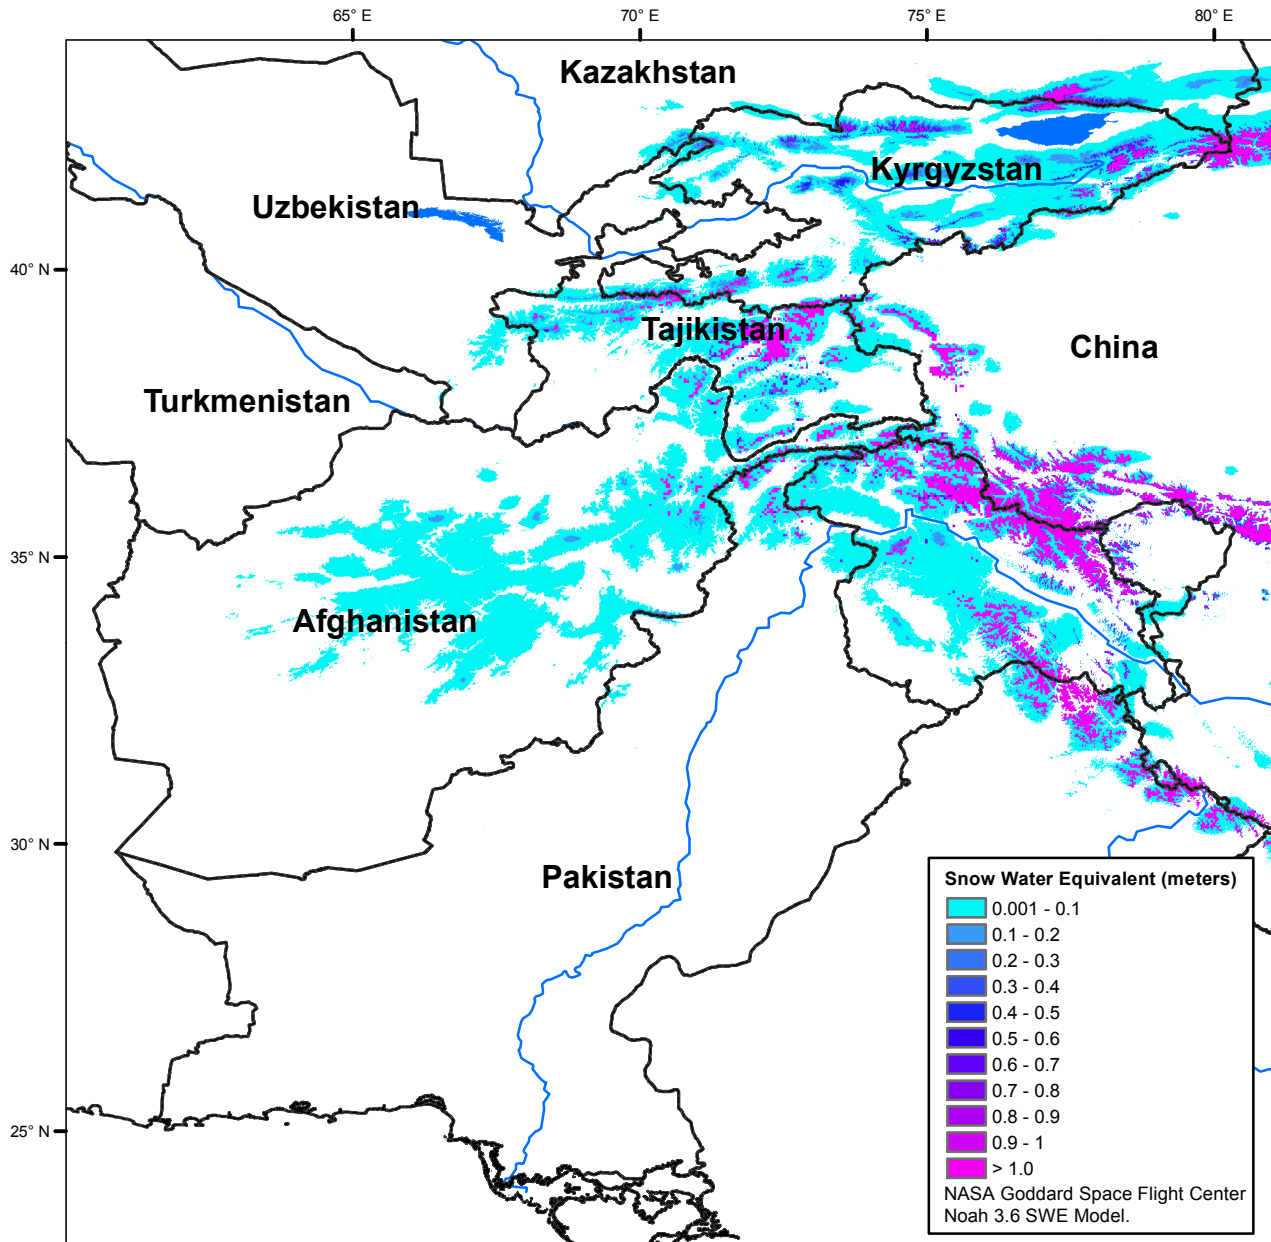 65° E
70° E
75° E
80° E
Kazakhstan
Kyrgyzstan
Uzbekistan
40° N
Tajikistan
China
Turkmenistan
35° N
Afghanistan
30° N
Pakistan
25° N
Snow Water Equivalent (meters)
0.001 - 0.1
0.1 - 0.2
0.2 - 0.3
0.3 - 0.4
0.4 - 0.5
0.5 - 0.6
0.6 - 0.7
0.7 - 0.8
0.8 - 0.9
0.9 - 1
> 1.0
NASA Goddard Space Flight Center
Noah 3.6 SWE Model.